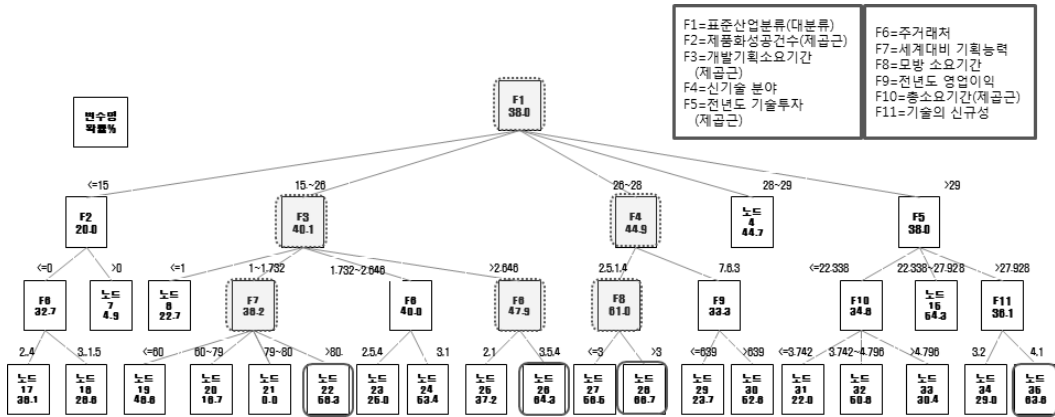 F1=표준산업분류(대분류)
F2=제품화성공건수(제곱근)
F3=개발기획소요기간
(제곱근)
F4=신기술 분야
F5=전년도 기술투자
(제곱근)
F6=주거래처
F7=세계대비 기획능력
F8=모방 소요기간
F9=전년도 영업이익
F10=총소요기간(제곱근)
F11=기술의 신규성
변수명
확률%
F1
38.0
<=15
15.~26
26~28
28~29
>29
F2
20.0
F3
40.1
F4
44.9
노드
4
44.7
F5
38.0
<=0
>0
<=1
1~1.732
1.732~2.646
>2.646
2.5.1.4
7.6.3
<=22.338
22.338~27.928
>27.928
F6
32.7
노드
7
4.9
노드
8
22.7
F7
36.2
F6
40.0
F6
47.9
F8
61.0
F9
33.3
F10
34.8
노드
15
54.3
F11
36.1
2..4
3..1.5
<=60
60~79
79~80
>80.
2.5.4
3.1
2.1
3.5.4
<=3
>3
<=639
>639
<=3.742
3.742~4.796
>4.796
3.2
4.1
노드
17
38.1
노드
18
28.8
노드
19
46.8
노드
20
16.7
노드
21
0.0
노드
22
58.3
노드
23
25.0
노드
24
53.4
노드
25
37.2
노드
26
64.3
노드
27
56.5
노드
28
66.7
노드
29
23.7
노드
30
52.8
노드
31
22.0
노드
32
50.8
노드
33
30.4
노드
34
29.0
노드
35
63.8